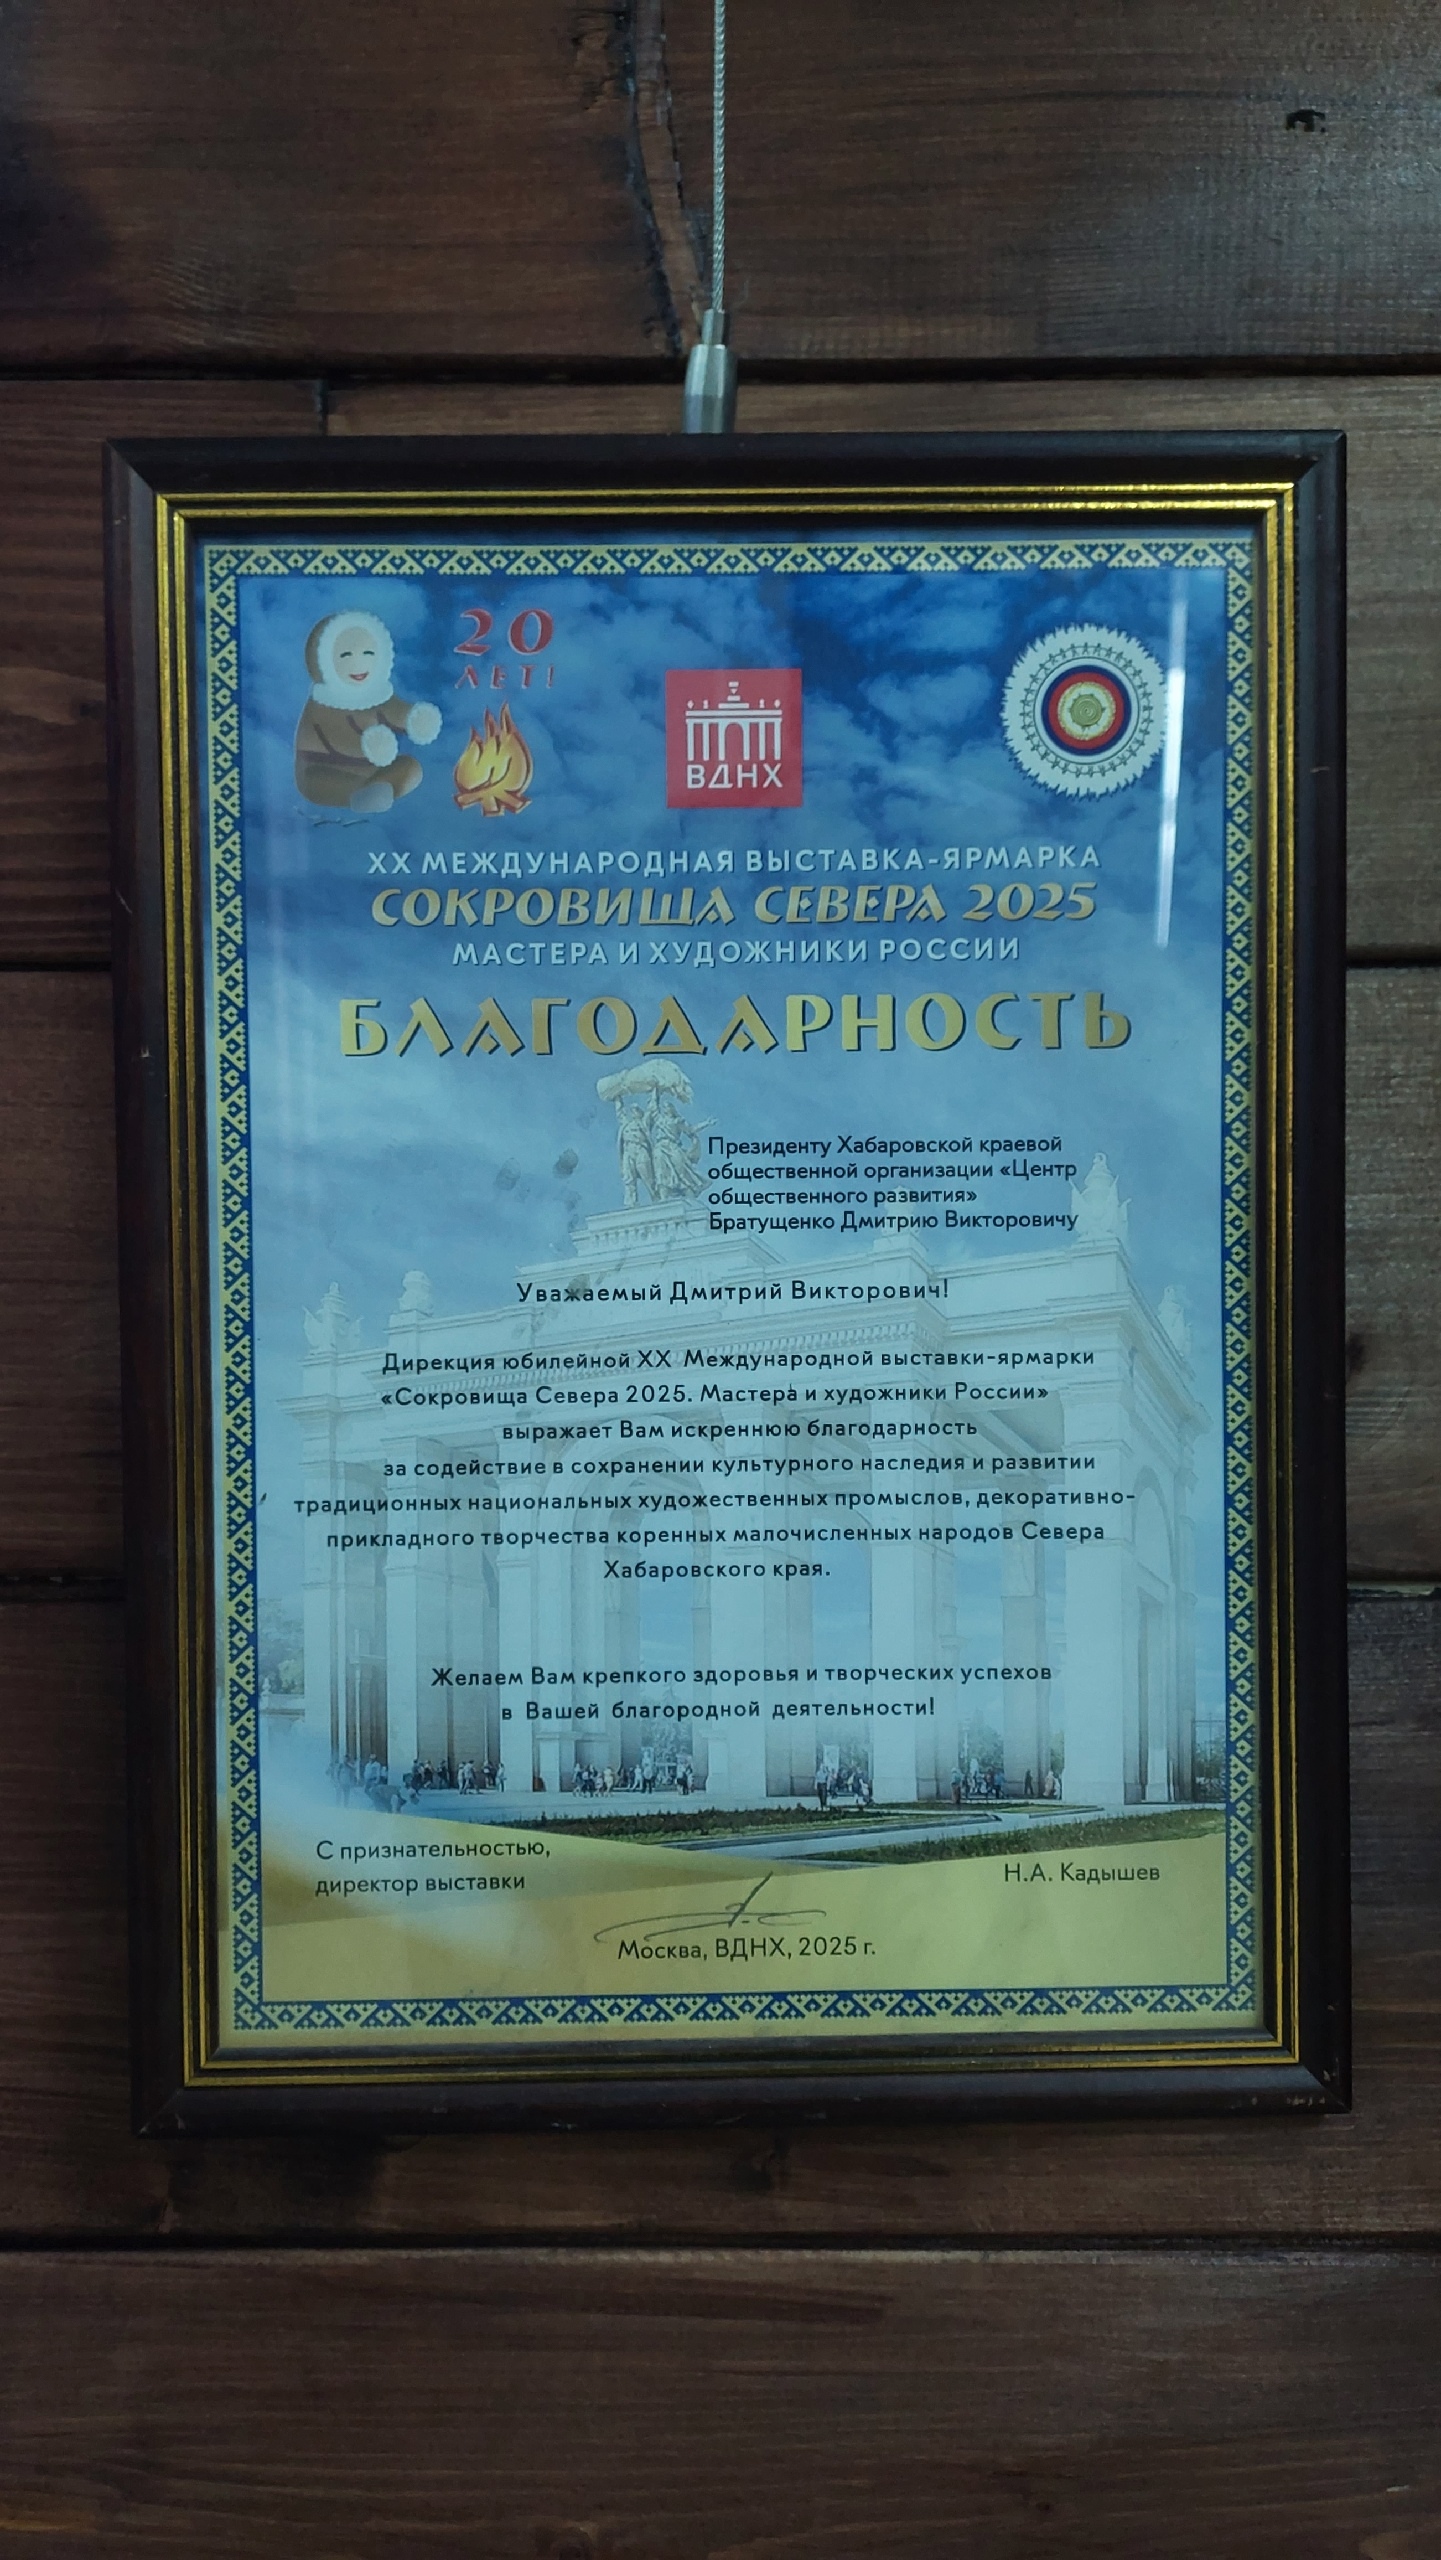 20
ЛЕТ!
ВДНХ
XX МЕЖДУНАРОДНАЯ ВЫСТАВКА-ЯРМАРКА
СОКРОВИЩА СЕВЕРА 2025
МАСТЕРА И ХУДОЖНИКИ РОССИИ
БЛАГОДАРНОСТЬ
Президенту Хабаровской краевой
общественной организации «Центр
общественного развития»
Братущенко Дмитрию Викторовичу
Уважаемый Дмитрий Викторович!
Дирекция юбилейной XX Международной выставки-ярмарки
«Сокровища Севера 2025. Мастера и художники России»
выражает Вам искреннюю благодарность
за содействие в сохранении культурного наследия и развитии
традиционных национальных художественных промыслов, декоративно-
прикладного творчества коренных малочисленных народов Севера
Хабаровского края.
Желаем Вам крепкого здоровья и творческих успехов
в Вашей благородной деятельности!
С признательностью,
директор выставки
Н.А. Кадышев
Москва, ВДНХ, 2025 г.